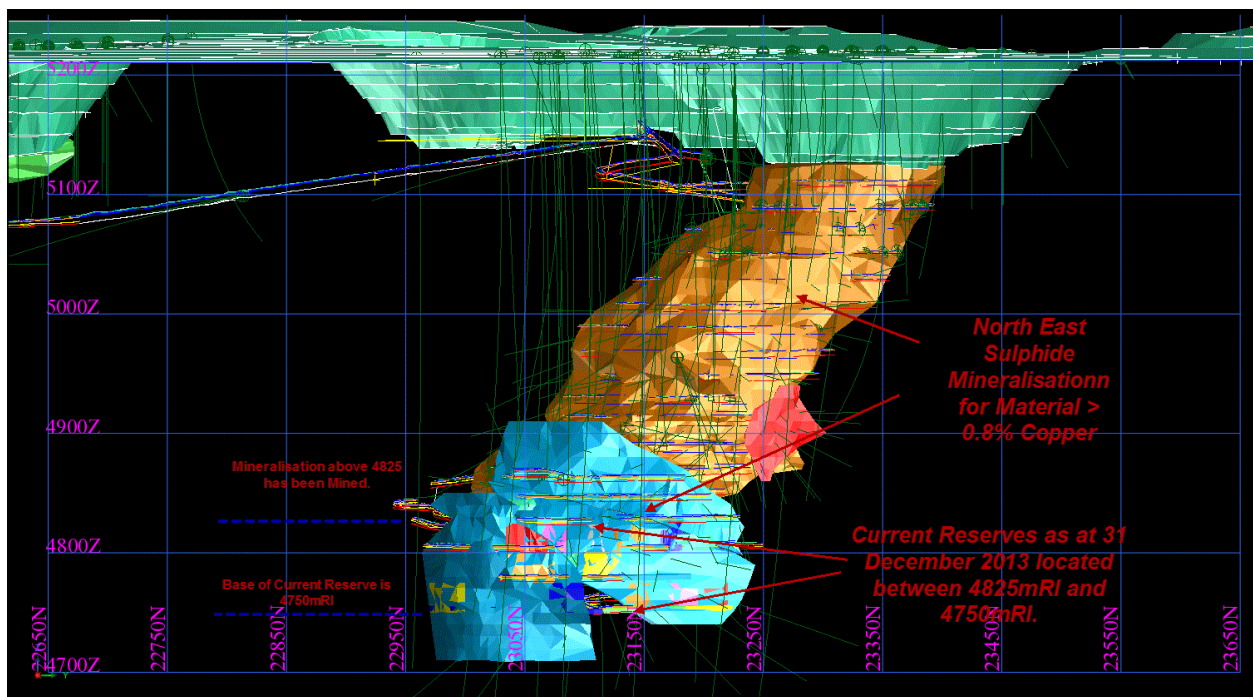 5200Z
5100Z
5000Z
4900Z
4800Z
4700Z
North East
Sulphide
Mineralisationn
for Material >
0.8% Copper
Mineralisation above 4825
has been Mined.
Current Reserves as at 31
December 2013 located
between 4825mRl and
4750mRl.
Base of Current Reserve is
4750mRl
22650N
22750N
22850N
22950N
23050N
23150N
23250N
23350N
23450N
23550N
23650N
Y